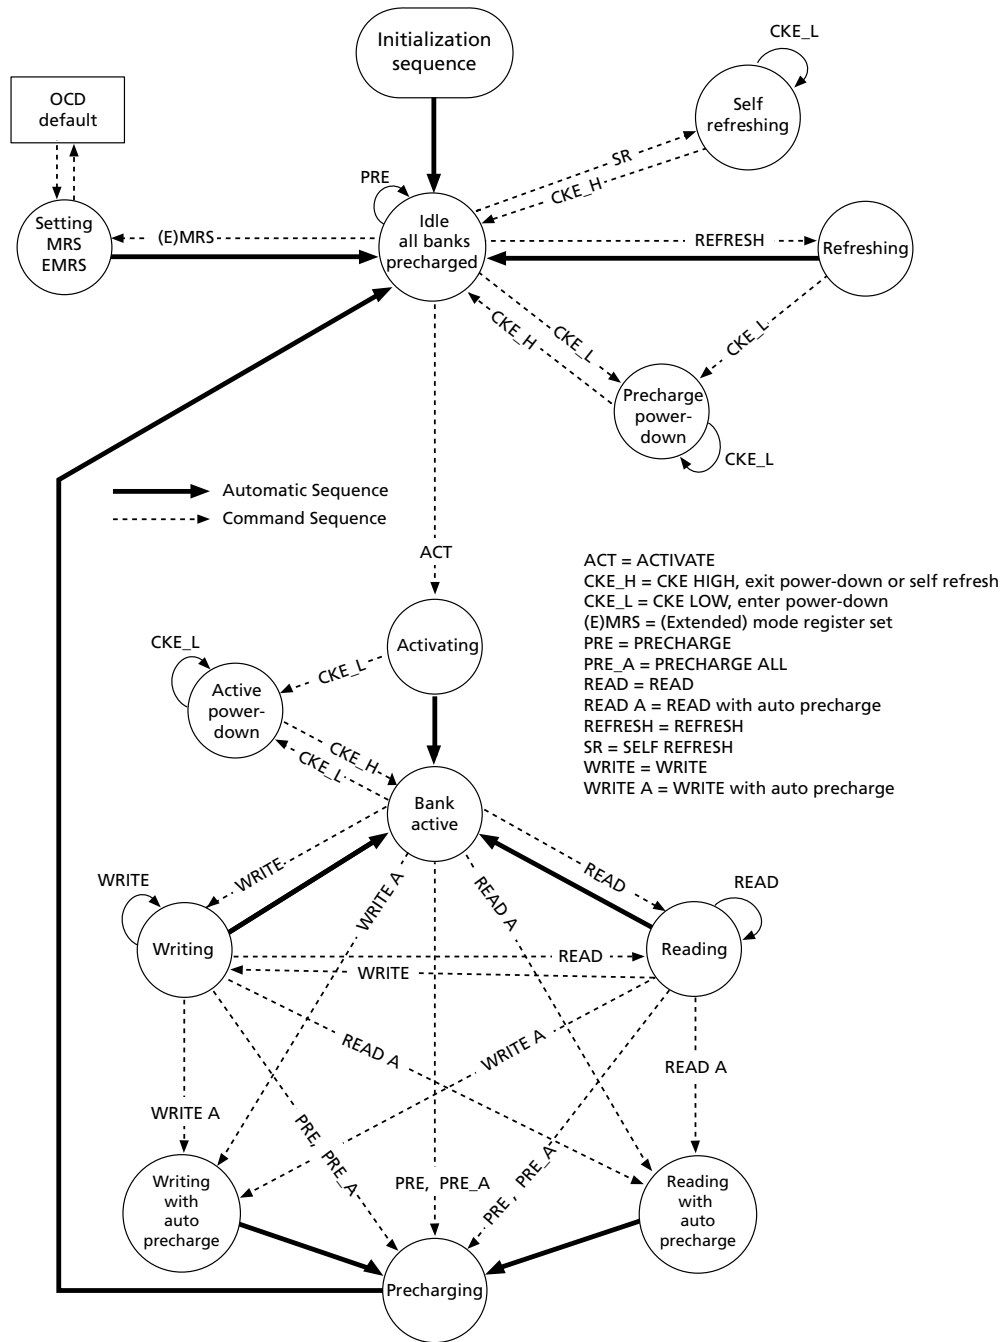 Initialization
sequence
CKE_L
Self
refreshing
OCD
default
SR
CKE_H
PRE
Setting
MRS
EMRS
(E)MRS
Idle
all banks
precharged
REFRESH
Refreshing
CKE_L
CKE_H
CKE_L
Precharge
power-
down
CKE_L
Automatic Sequence
Command Sequence
ACT
ACT = ACTIVATE
CKE_H = CKE HIGH, exit power-down or self refresh
CKE_L = CKE LOW, enter power-down
(E)MRS = (Extended) mode register set
PRE = PRECHARGE
PRE_A = PRECHARGE ALL
READ = READ
READ A = READ with auto precharge
REFRESH = REFRESH
SR = SELF REFRESH
WRITE = WRITE
WRITE A = WRITE with auto precharge
Activating
CKE_L
CKE_L
Active
power-
down
CKE_H
CKE_L
Bank
active
WRITE
READ
WRITE
READ
WRITE A
READ A
Writing
Reading
READ
WRITE
READ A
WRITE A
READ A
WRITE A
PRE, PRE_A
PRE, PRE_A
PRE, PRE_A
Writing
with
auto
precharge
Reading
with
auto
precharge
Precharging